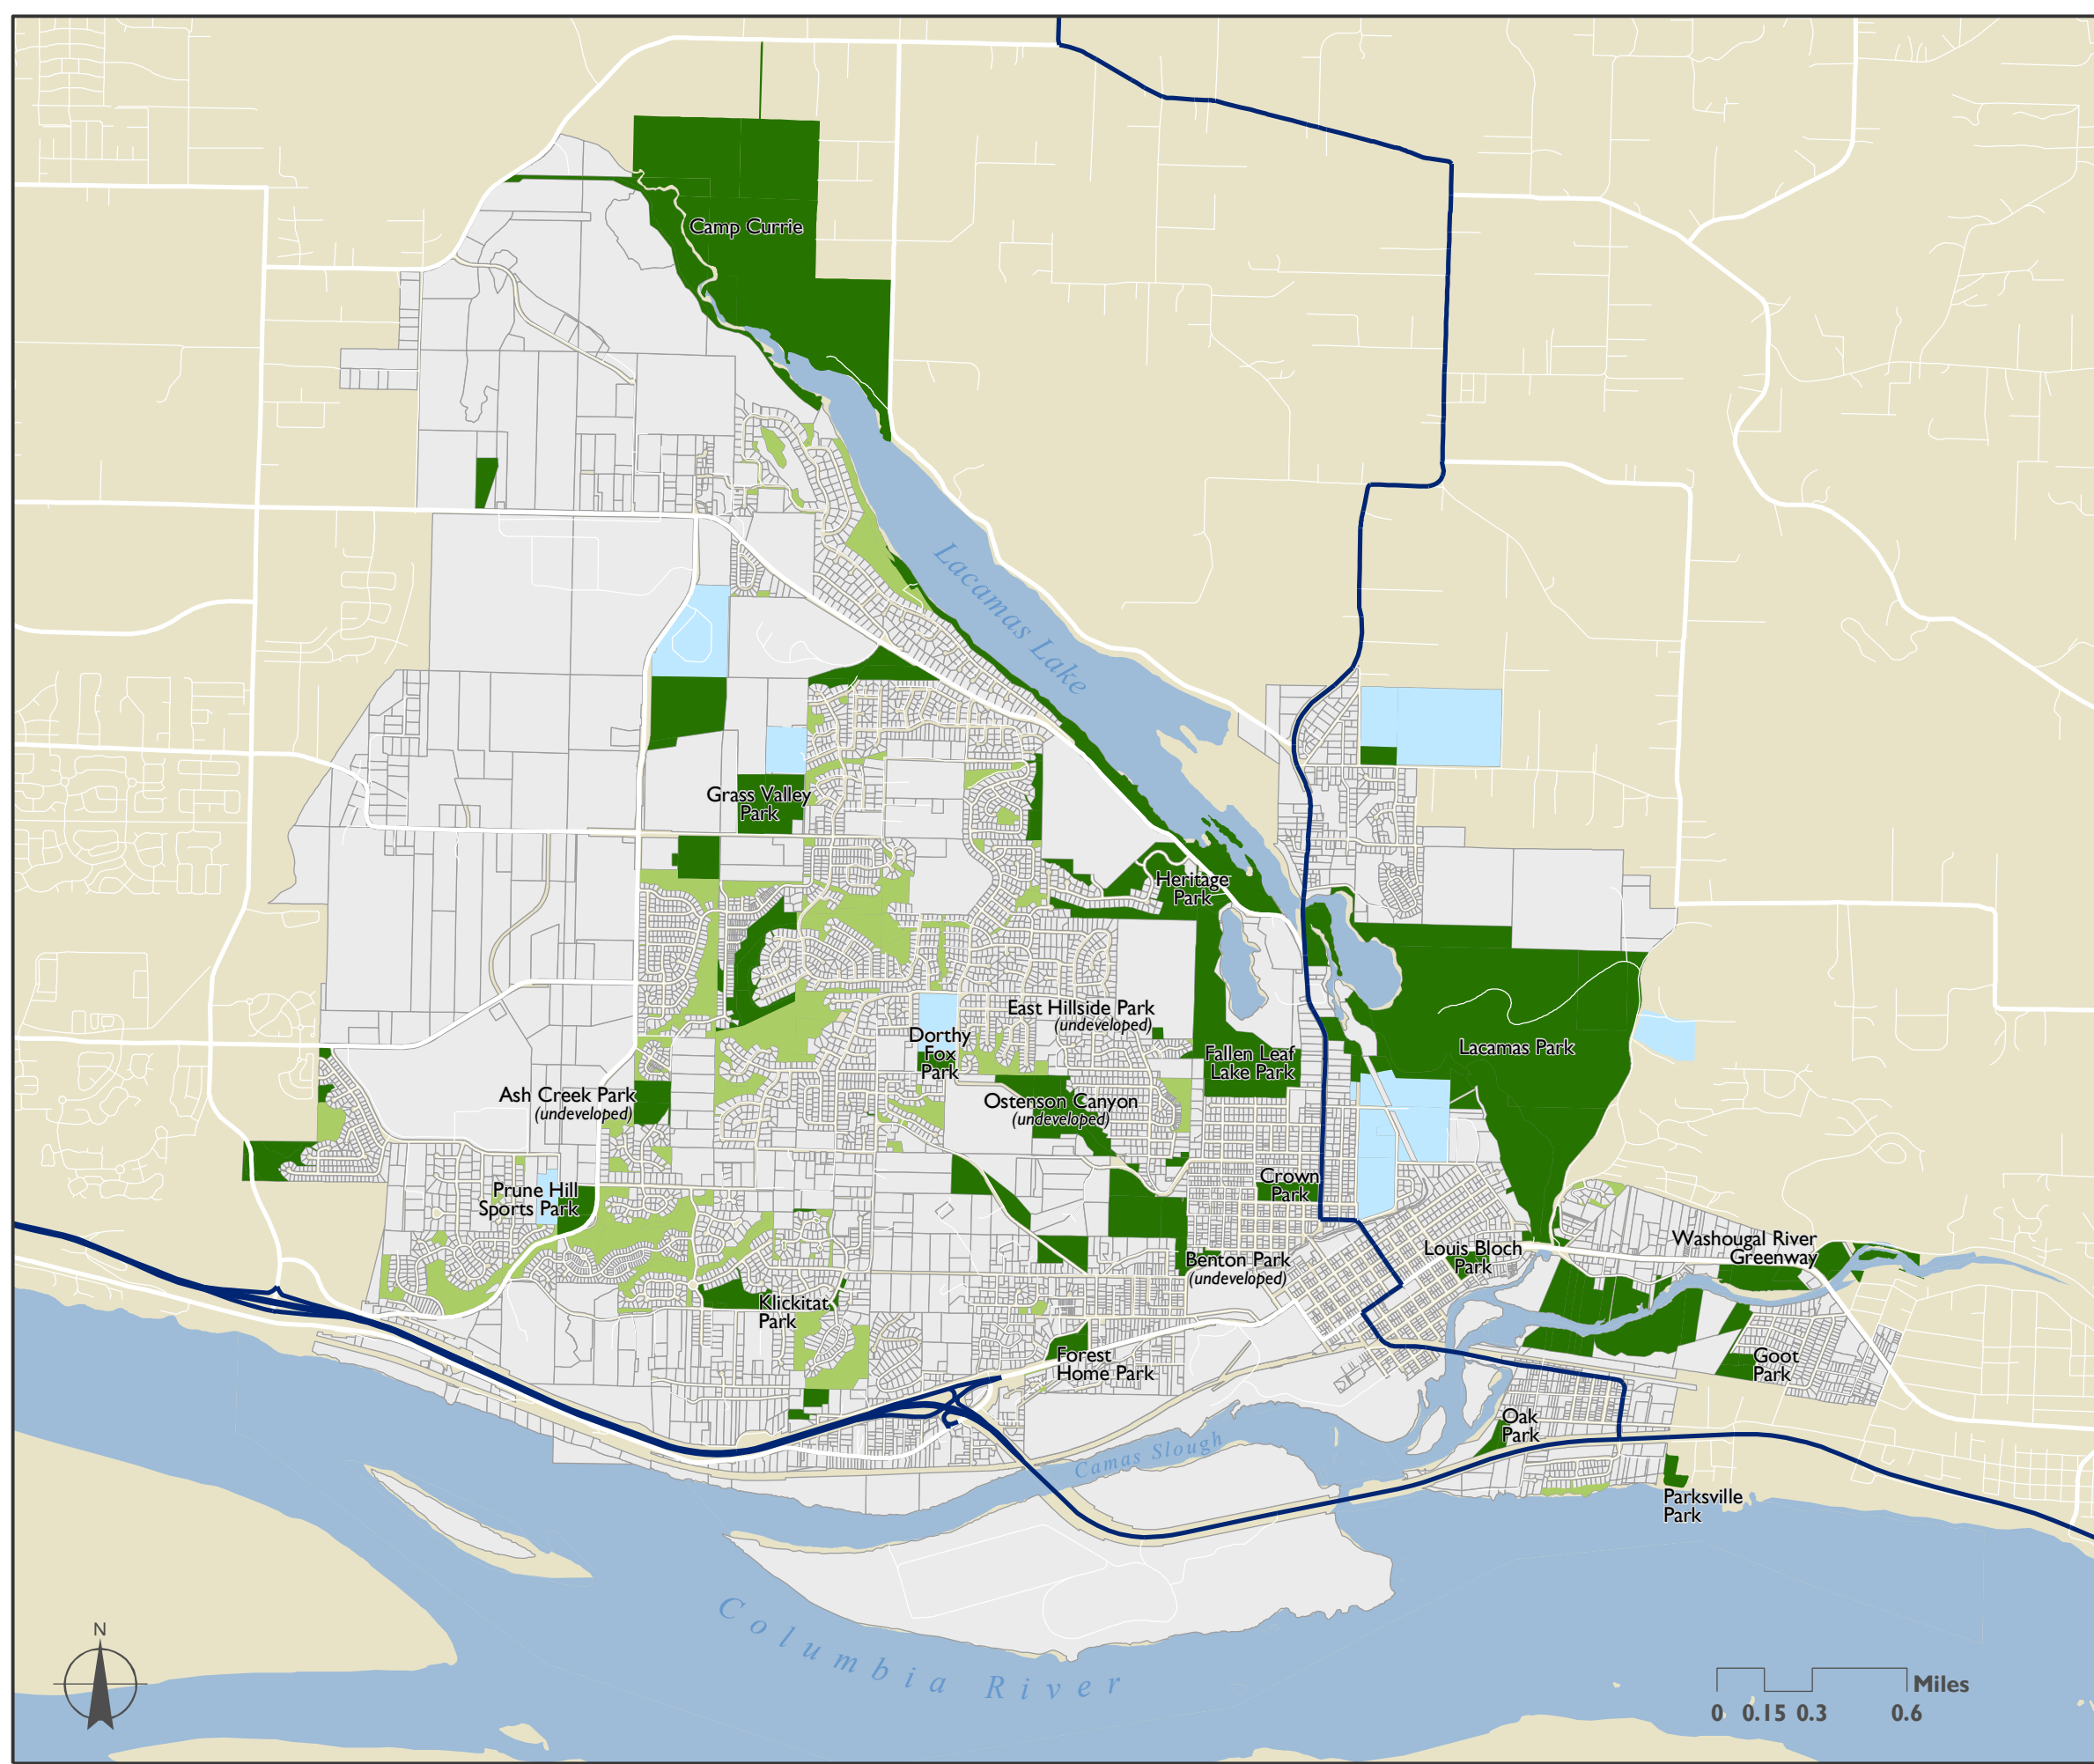 Camp Currie
Lacamas Lake
Grass Valley
Park
Heritage
Park
East Hillside Park
(undeveloped)
Dorthy
Fox
Park
Fallen Leaf
Lake Park
Lacamas Park
Ash Creek Park
(undeveloped)
Ostenson Canyon
(undeveloped)
Prune Hill
Sports Park
Crown
Park
Benton Park
(undeveloped)
Louis Bloch
Park
Washougal River
Greenway
Klickitat
Park
Forest
Home Park
Goot
Park
Oak
Park
Camas Slough
Parksville
Park
Columbia River
N
Miles
0 0.15 0.3 0.6